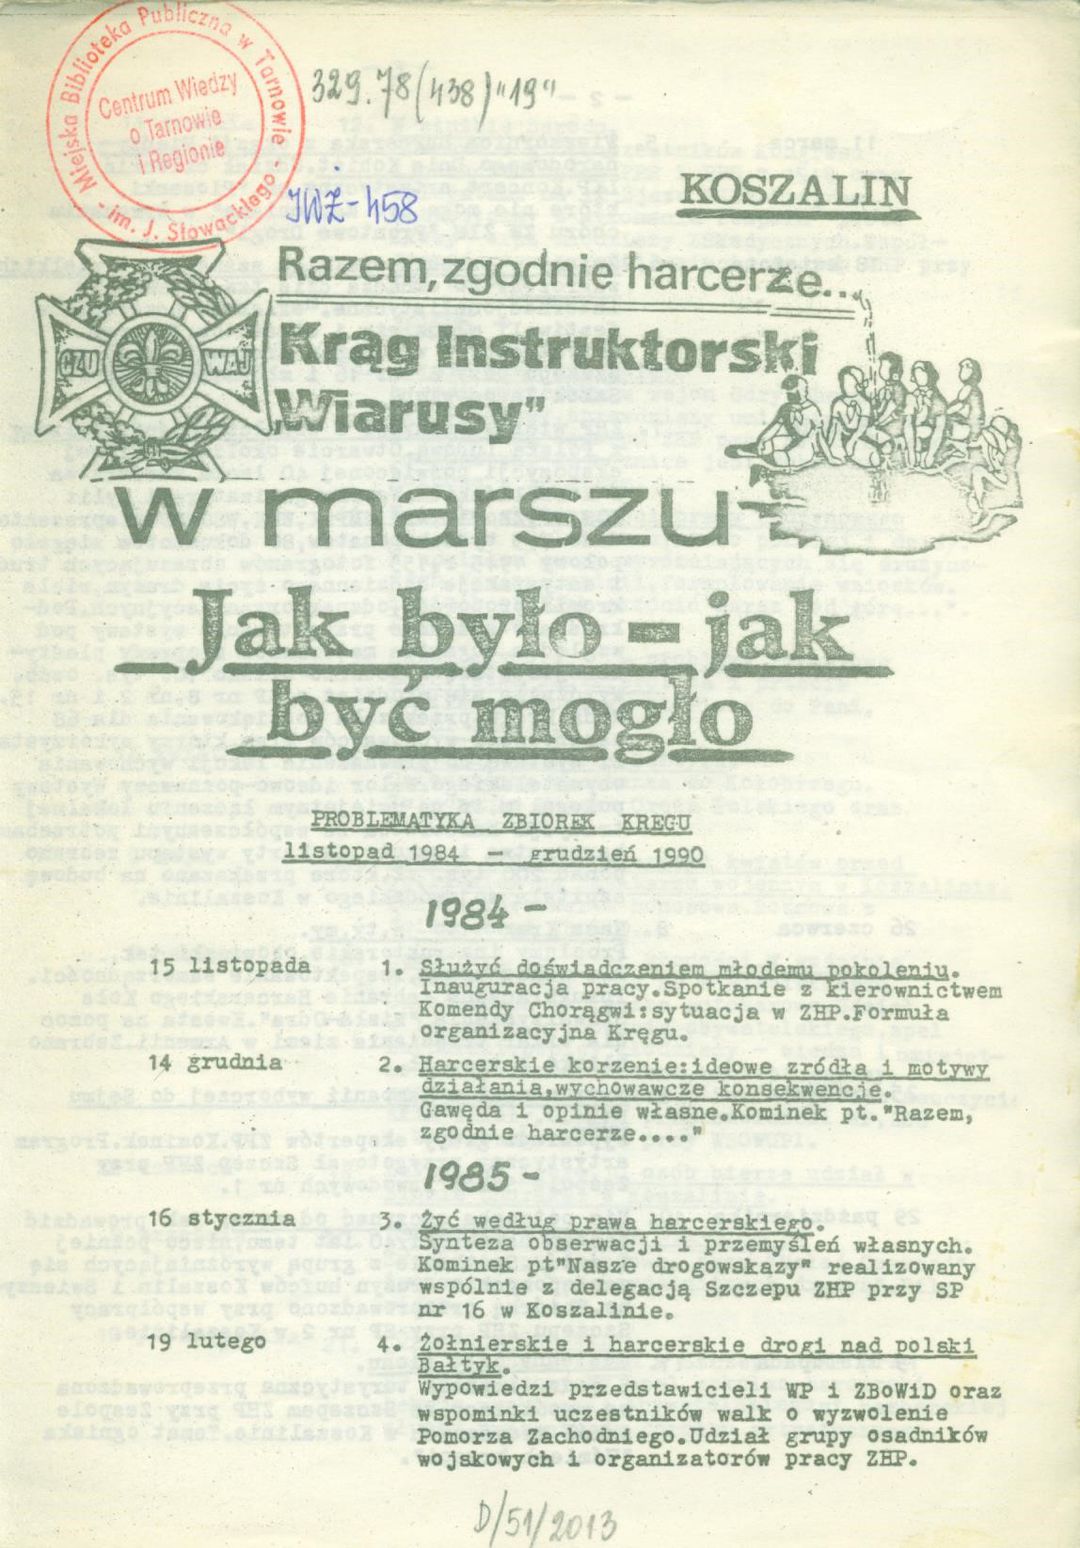 Miejska Biblioteka Publiczna w Tarnowie
- im. J. Słowackiego -
Centrum Wiedzy
o Tarnowie
i Regionie
329.78(438)"19"
JWŻ-458
KOSZALIN
Razem, zgodnie harcerze...
CZU WAJ
Krąg Instruktorski
„Wiarusy"
w marszu
Jak było - jak
być mogło
PROBLEMATYKA ZBIOREK KRĘGU
listopad 1984 - grudzień 1990
1984 -
15 listopada 1. Służyć doświadczeniem młodemu pokoleniu.
Inauguracja pracy.Spotkanie z kierownictwem
Komendy Chorągwi:sytuacja w ZHP.Formuła
organizacyjna Kręgu.
14 grudnia 2. Harcerskie korzenie:ideowe zródła i motywy
działania,wychowawcze konsekwencje.
Gawęda i opinie własne.Kominek pt."Razem,
zgodnie harcerze...."
1985 -
16 stycznia 3. Żyć według prawa harcerskiego.
Synteza obserwacji i przemyśleń własnych.
Kominek pt"Nasze drogowskazy" realizowany
wspólnie z delegacją Szczepu ZHP przy SP
nr 16 w Koszalinie.
19 lutego 4. Żołnierskie i harcerskie drogi nad polski
Bałtyk.
Wypowiedzi przedstawicieli WP i ZBoWiD oraz
wspominki uczestników walk o wyzwolenie
Pomorza Zachodniego.Udział grupy osadników
wojskowych i organizatorów pracy ZHP.
D/51/2013